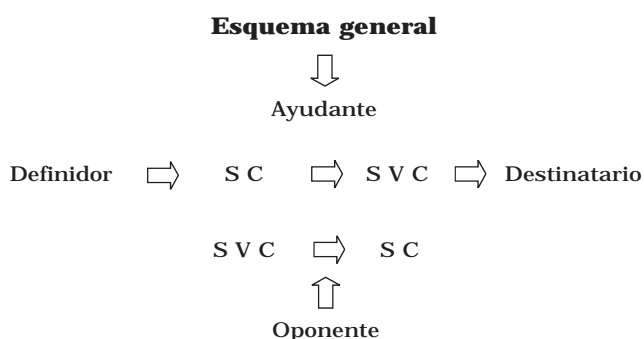 Esquema general
Ayudante
Definidor S C S V C Destinatario
S V C S C
Oponente